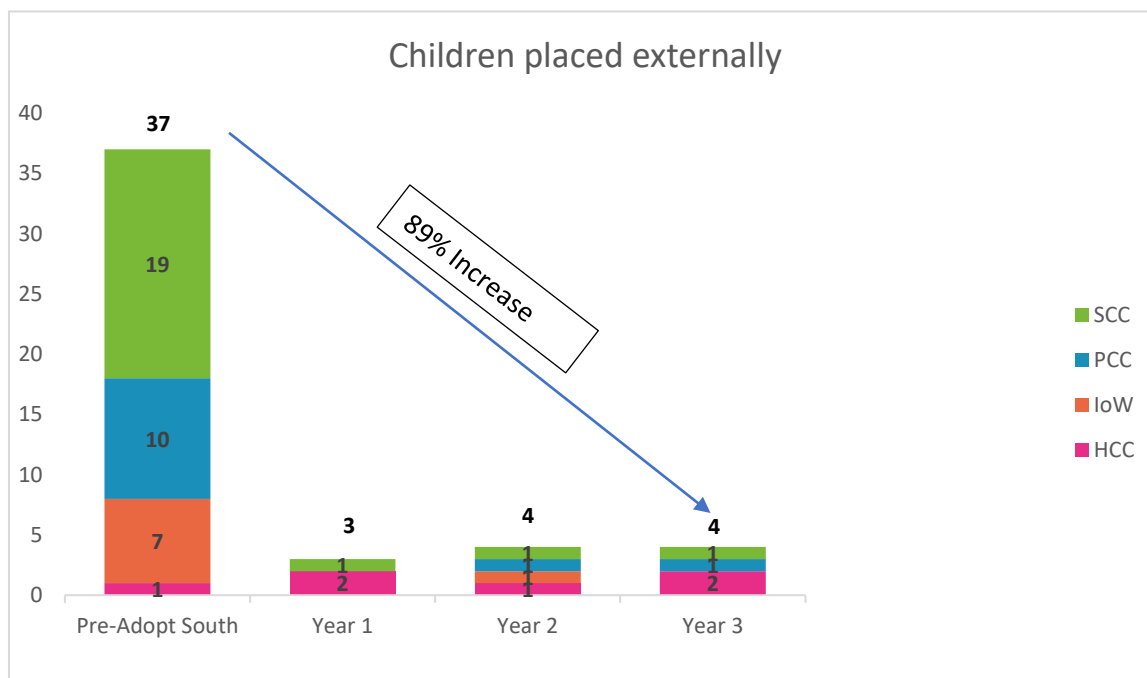 Children placed externally
40
35
30
25
20
15
10
5
0
37
19
10
7
1
3
1
2
4
1
1
1
1
4
1
1
2
89% Increase
Pre-Adopt South
Year 1
Year 2
Year 3
SCC
PCC
IoW
HCC